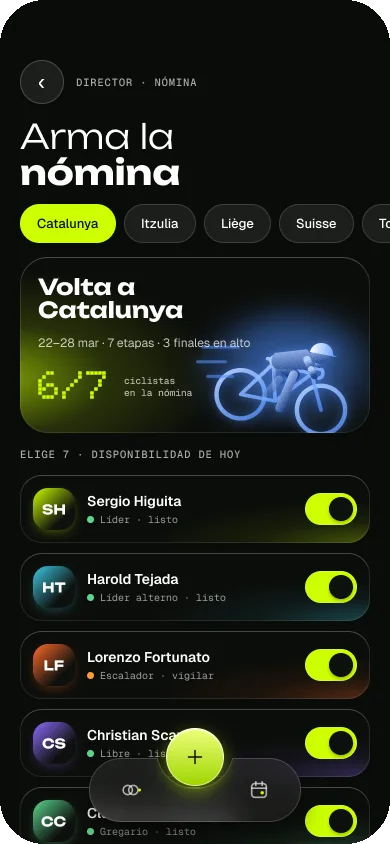 DIRECTOR · NÓMINA
Arma la
nómina
Catalunya
Itzulia
Liège
Suisse
Volta a
Catalunya
22–28 mar · 7 etapas · 3 finales en alto
6/7
ciclistas
en la nómina
ELIGE 7 · DISPONIBILIDAD DE HOY
SH
Sergio Higuita
Líder · listo
HT
Harold Tejada
Líder alterno · listo
LF
Lorenzo Fortunato
Escalador · vigilar
CS
Christian
Libre ·
CC
Gregario · listo